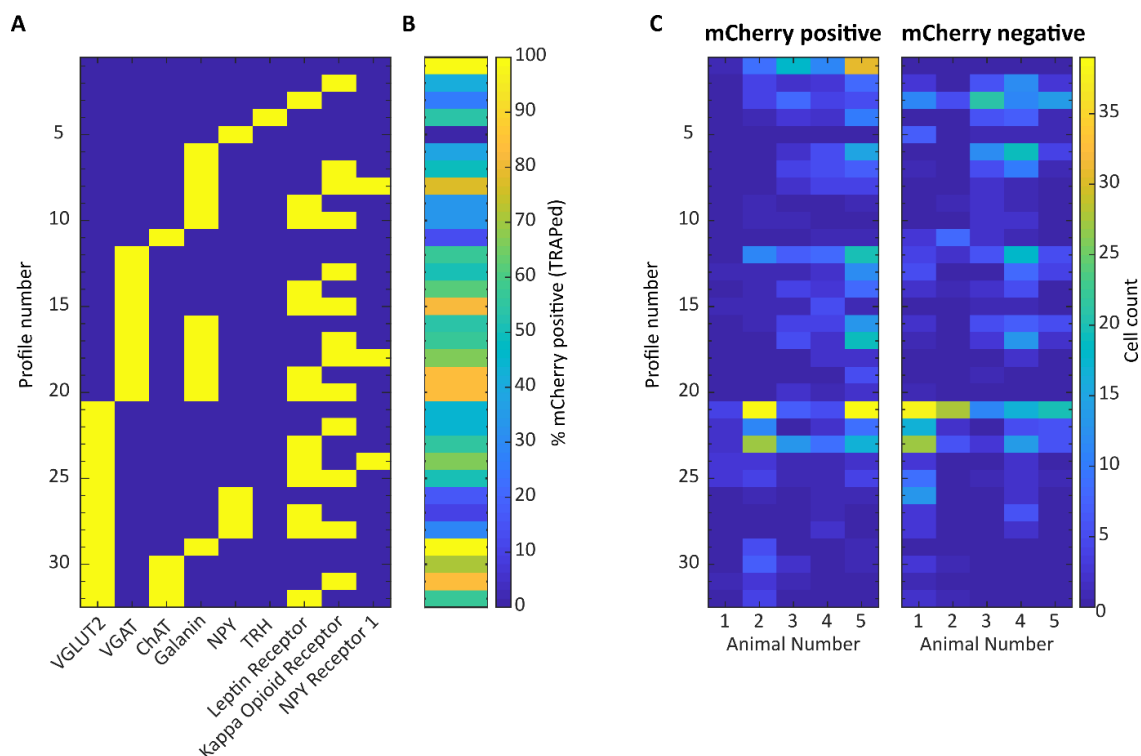 A
B
C
mCherry positive
mCherry negative
Profile number
5
10
15
20
25
30
VGLUT2
VGAT
ChAT
Galanin
NPY
TRH
Leptin Receptor
Kappa Opioid Receptor
NPY Receptor 1
100
90
80
70
60
50
40
30
20
10
0
% mCherry positive (TRAPed)
Profile number
5
10
15
20
25
30
1 2 3 4 5
Animal Number
1 2 3 4 5
Animal Number
35
30
25
20
15
10
5
0
Cell count